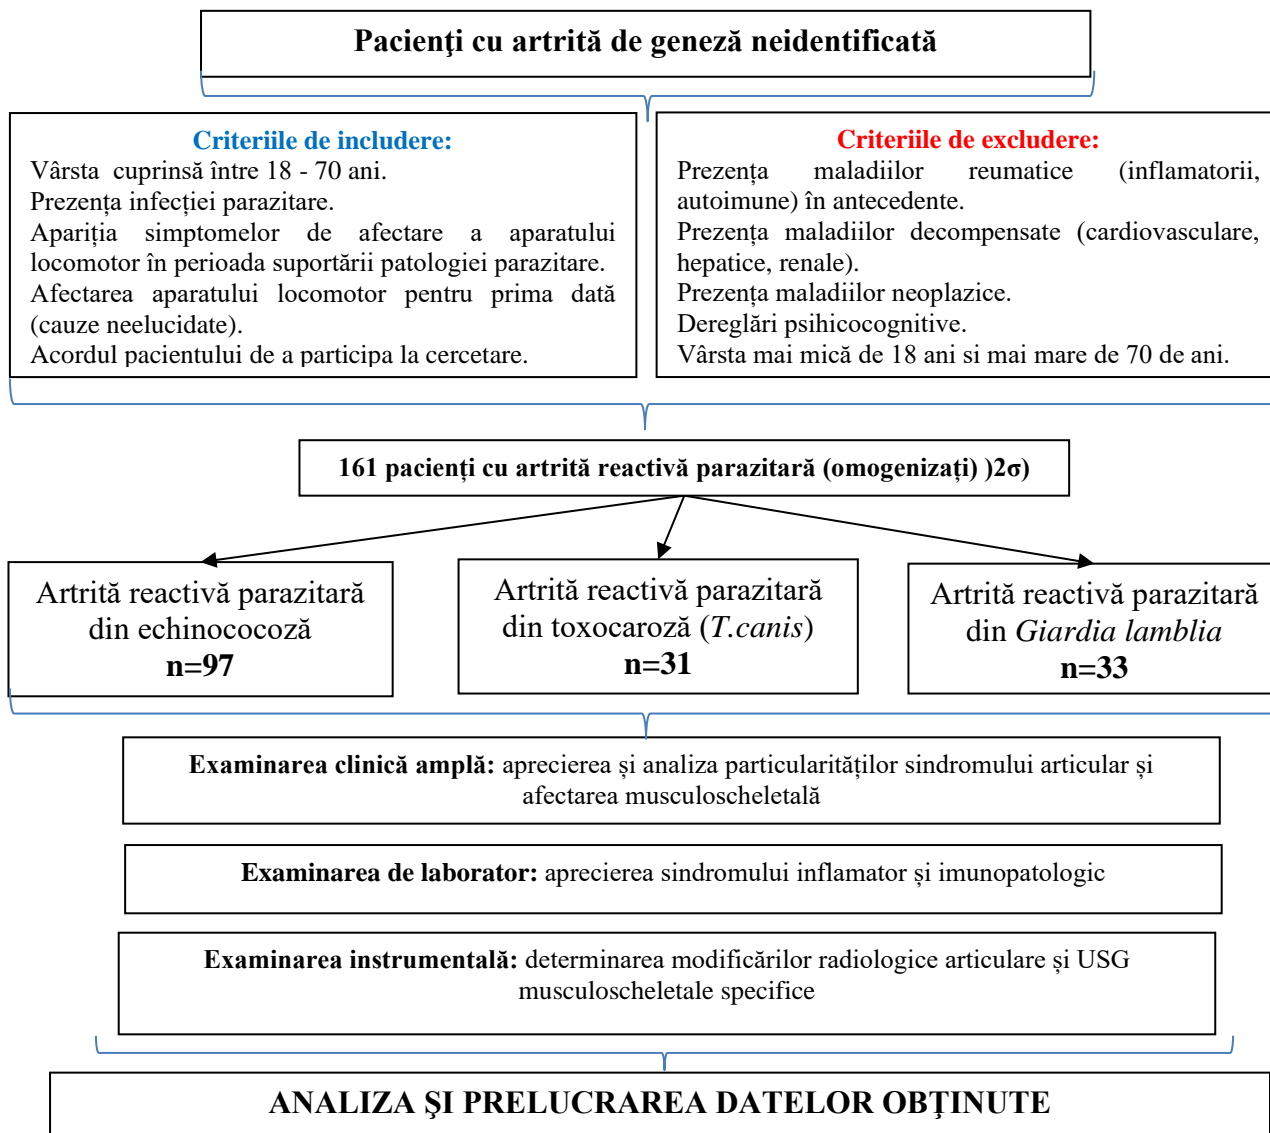 Pacienţi cu artrită de geneză neidentificată
Criteriile de includere:
Vârsta cuprinsă între 18 - 70 ani.
Prezența infecției parazitare.
Apariția simptomelor de afectare a aparatului
locomotor în perioada suportării patologiei parazitare.
Afectarea aparatului locomotor pentru prima dată
(cauze neelucidate).
Acordul pacientului de a participa la cercetare.
Criteriile de excludere:
Prezența maladiilor reumatice (inflamatorii,
autoimune) în antecedente.
Prezența maladiilor decompensate (cardiovasculare,
hepatice, renale).
Prezența maladiilor neoplazice.
Dereglări psihicocognitive.
Vârsta mai mică de 18 ani si mai mare de 70 de ani.
161 pacienți cu artrită reactivă parazitară (omogenizați) )2σ)
Artrită reactivă parazitară
din echinococoză
n=97
Artrită reactivă parazitară
din toxocaroză (T.canis)
n=31
Artrită reactivă parazitară
din Giardia lamblia
n=33
Examinarea clinică amplă: aprecierea și analiza particularităților sindromului articular și
afectarea musculoscheletală
Examinarea de laborator: aprecierea sindromului inflamator și imunopatologic
Examinarea instrumentală: determinarea modificărilor radiologice articulare și USG
musculoscheletale specifice
ANALIZA ŞI PRELUCRAREA DATELOR OBŢINUTE